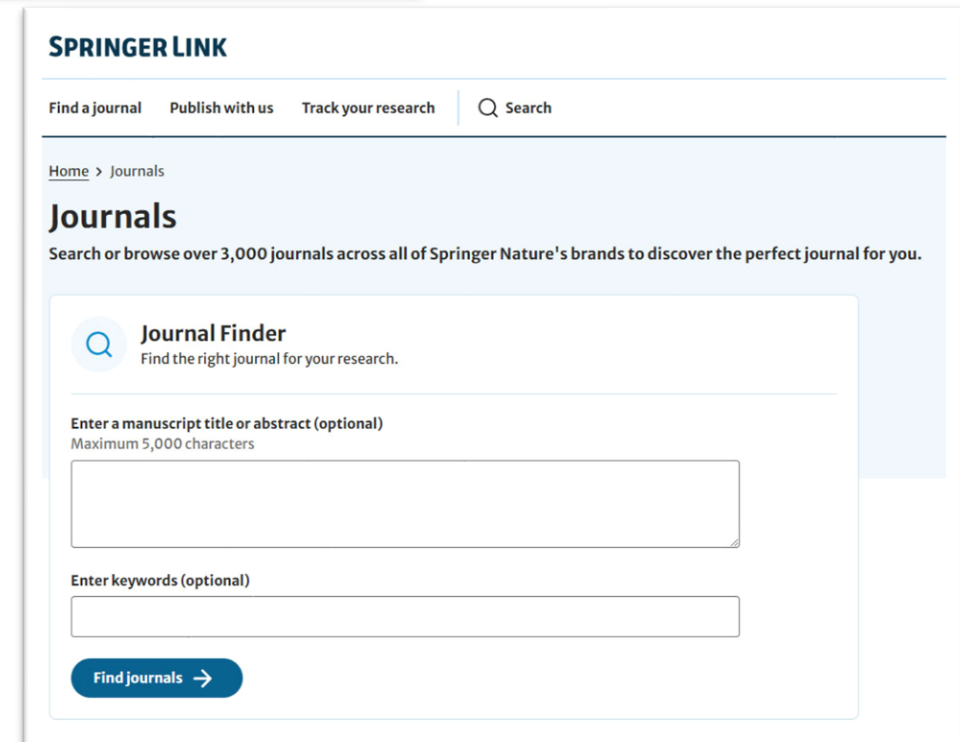 SPRINGER LINK
Find a journal Publish with us Track your research Search
Home > Journals
Journals
Search or browse over 3,000 journals across all of Springer Nature's brands to discover the perfect journal for you.
Journal Finder
Find the right journal for your research.
Enter a manuscript title or abstract (optional)
Maximum 5,000 characters
Enter keywords (optional)
Find journals →